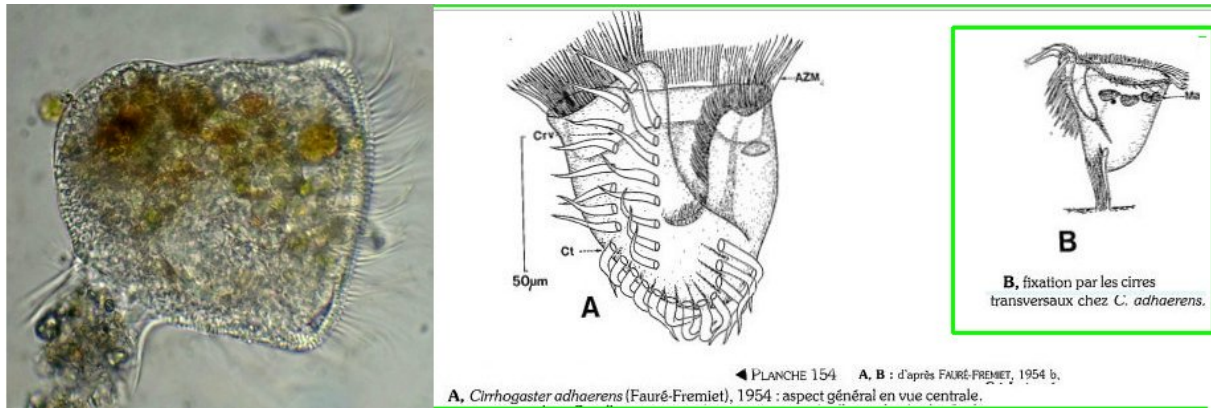 AZM
Crv
Ct
50µm
A
Ma
B
B, fixation par les cirres
transversaux chez C. adhaerens.
◄ PLANCHE 154 A, B : d'après FAURÉ-FREMIET, 1954 b,
A, Cirrhogaster adhaerens (Fauré-Fremiet), 1954 : aspect général en vue centrale.